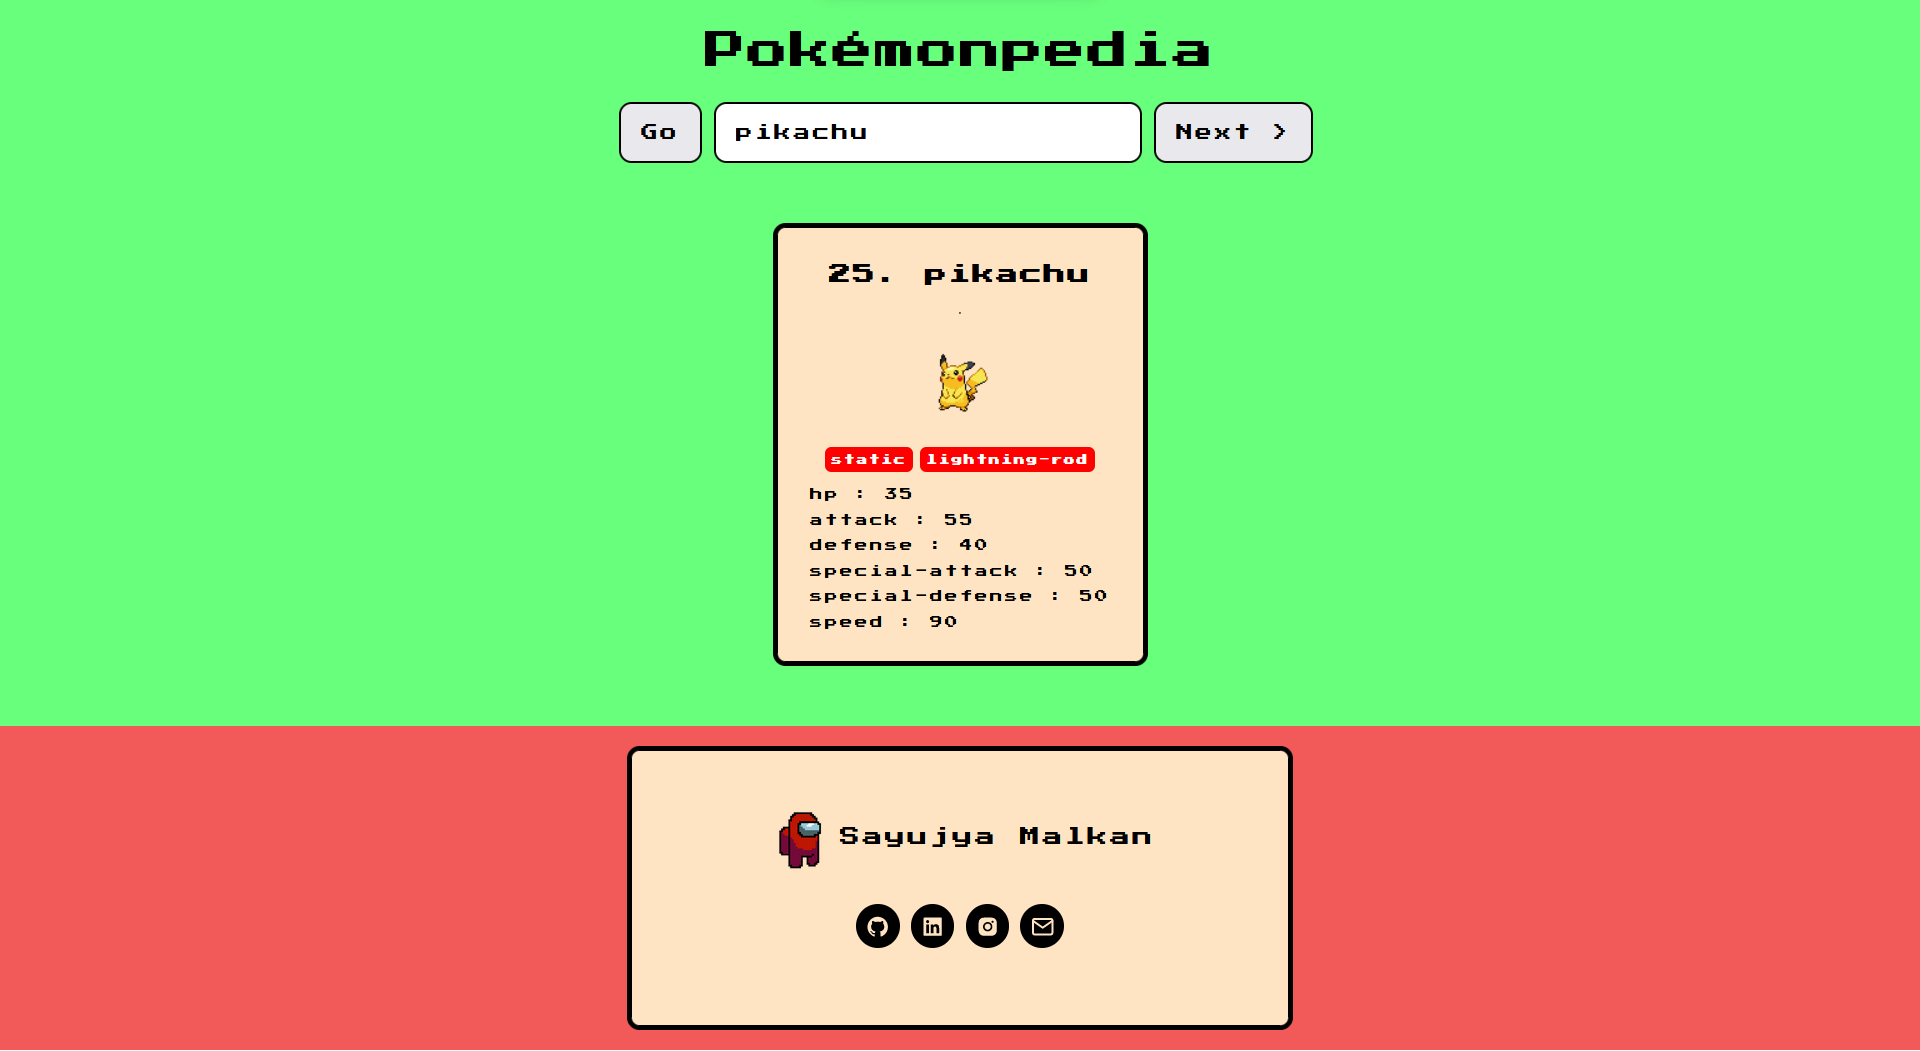 Pokémonpedia
Go
pikachu
Next >
25. pikachu
static lightning-rod
hp : 35
attack : 55
defense : 40
special-attack : 50
special-defense : 50
speed : 90
Sayujya Malkan
in